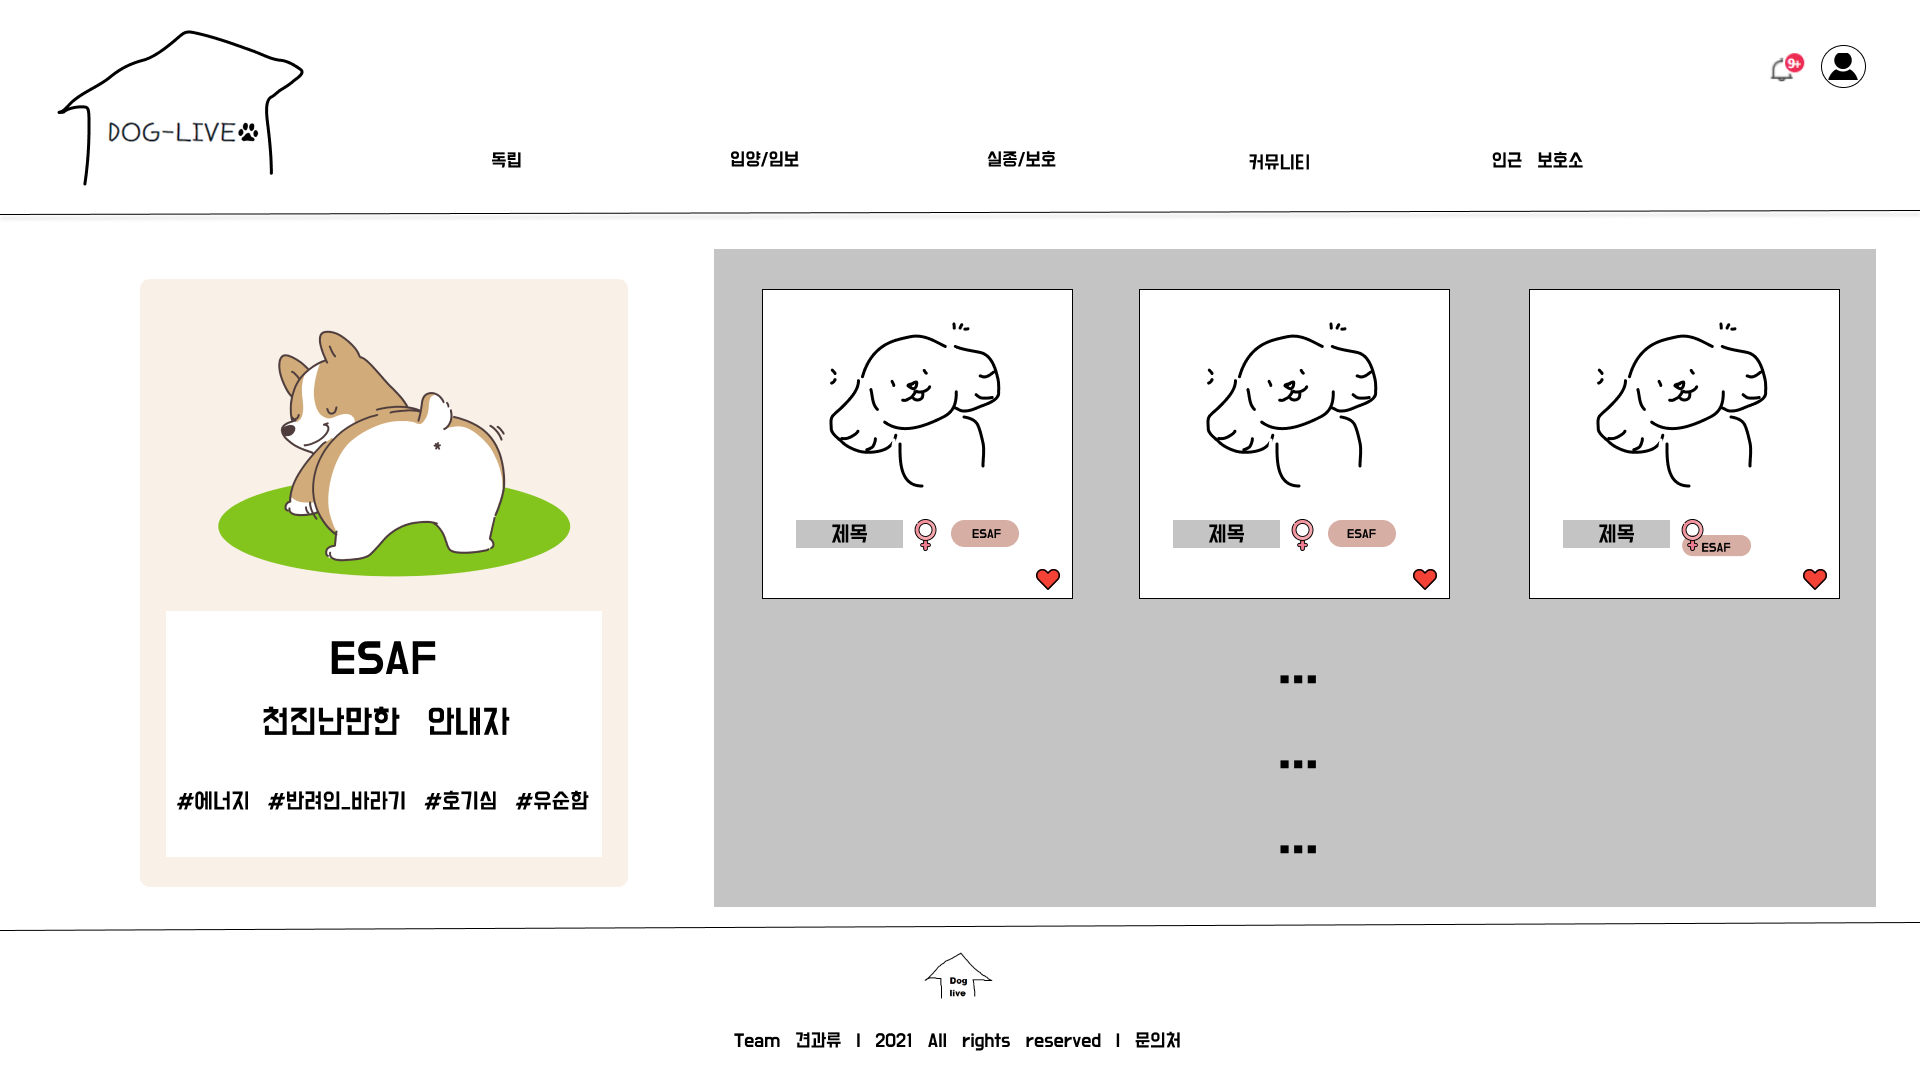 DOG-LIVE
9+
독립 입양/임보 실종/보호 커뮤니티 인근 보호소
제목 ESAF
제목 ESAF
제목 ESAF
ESAF
천진난만한 안내자
#에너지 #반려인_바라기 #호기심 #유순함
...
...
...
Dog
live
Team 견과류 | 2021 All rights reserved | 문의처